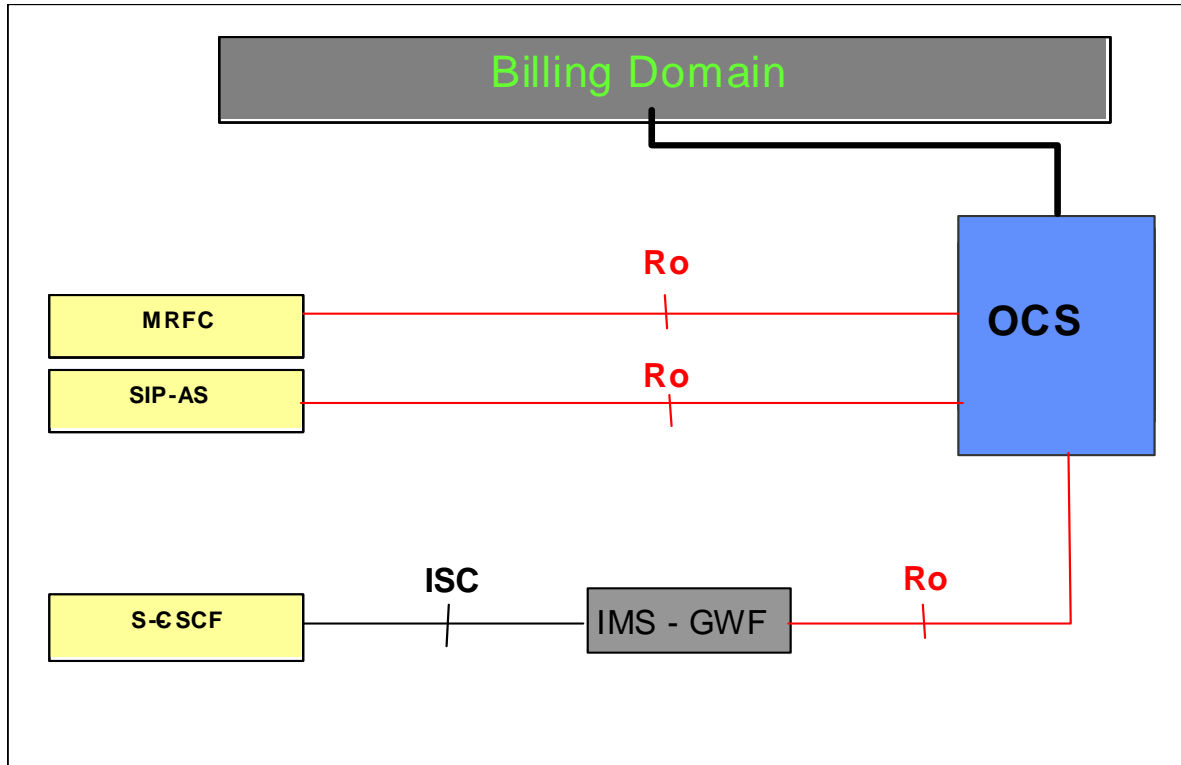 Billing Domain
Ro
MRFC
OCS
Ro
SIP-AS
ISC
Ro
S-CSCF
IMS - GWF